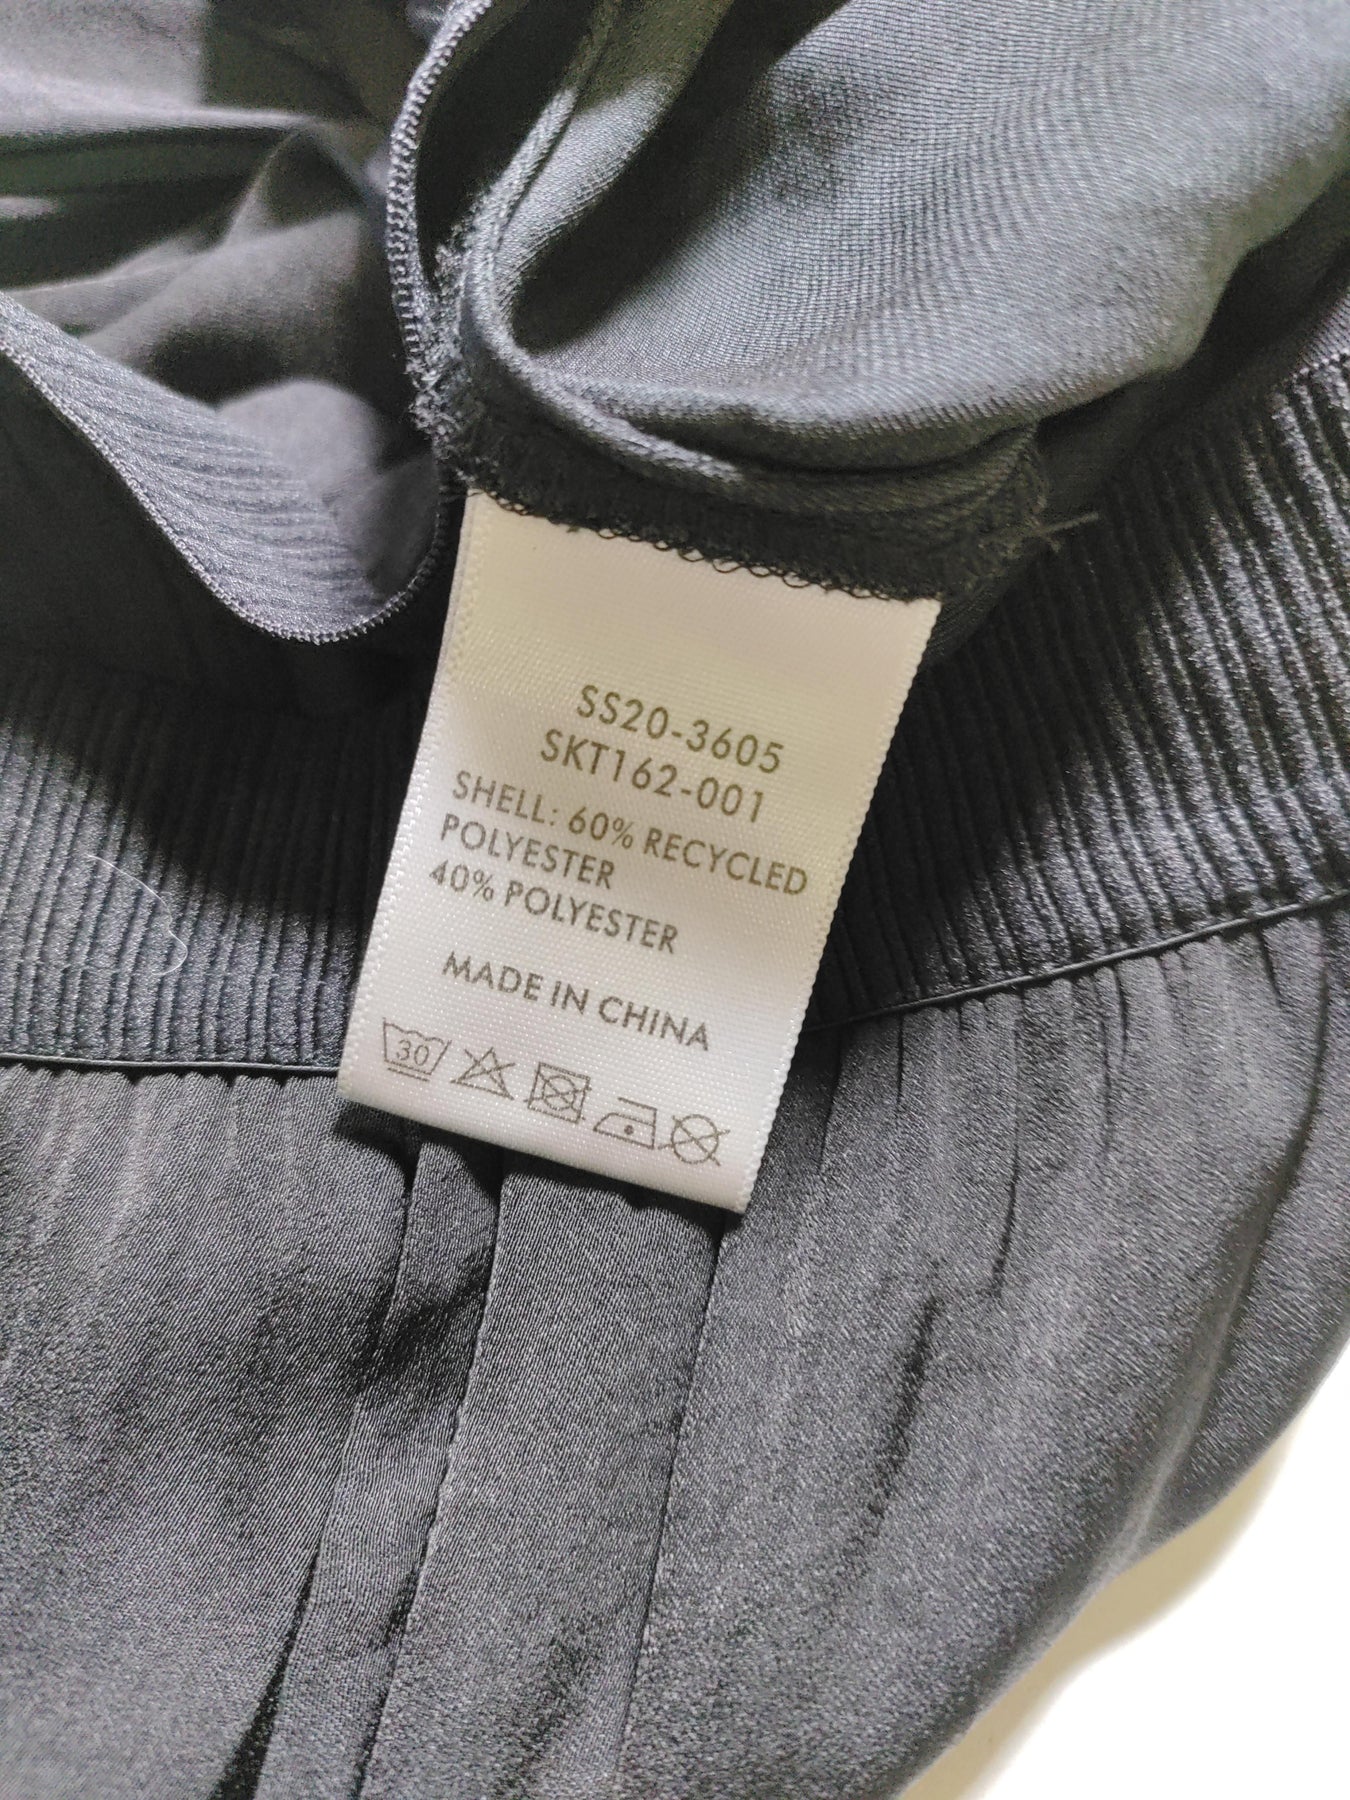 SS20-3605
SKT162-001
SHELL: 60% RECYCLED
POLYESTER
40% POLYESTER
MADE IN CHINA
30